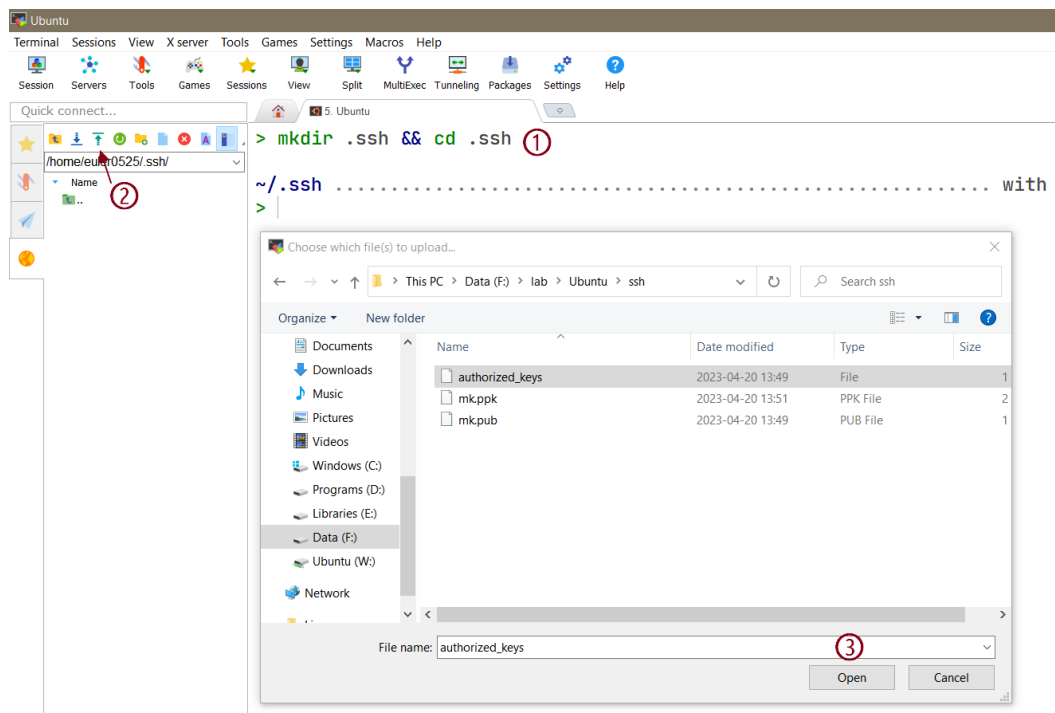 Ubuntu
Terminal Sessions View X server Tools Games Settings Macros Help
Session Servers Tools Games Sessions View Split MultiExec Tunneling Packages Settings Help
Quick connect...
5. Ubuntu
> mkdir .ssh && cd .ssh ①
/home/euler0525/.ssh/
~/.ssh ........................................................ with
Name
②
..
>
Choose which file(s) to upload...
This PC > Data (F:) > lab > Ubuntu > ssh
Search ssh
Organize
New folder
Documents
Downloads
Music
Pictures
Videos
Windows (C:)
Programs (D:)
Libraries (E:)
Data (F:)
Ubuntu (W:)
Network
Name Date modified Type Size
authorized_keys 2023-04-20 13:49 File 1
mk.ppk 2023-04-20 13:51 PPK File 2
mk.pub 2023-04-20 13:49 PUB File 1
File name: authorized_keys
③
Open Cancel